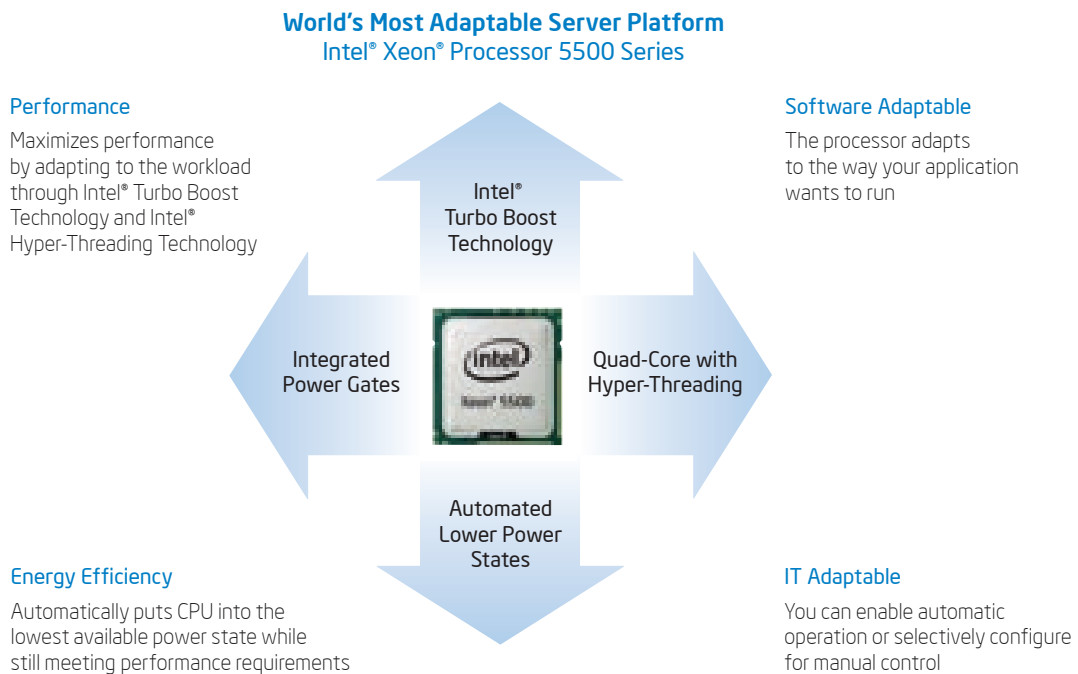 World's Most Adaptable Server Platform
Intel® Xeon® Processor 5500 Series
Performance
Maximizes performance
by adapting to the workload
through Intel® Turbo Boost
Technology and Intel®
Hyper-Threading Technology
Software Adaptable
The processor adapts
to the way your application
wants to run
Intel®
Turbo Boost
Technology
Integrated
Power Gates
intel
Xeon® 5500
Quad-Core with
Hyper-Threading
Automated
Lower Power
States
Energy Efficiency
Automatically puts CPU into the
lowest available power state while
still meeting performance requirements
IT Adaptable
You can enable automatic
operation or selectively configure
for manual control